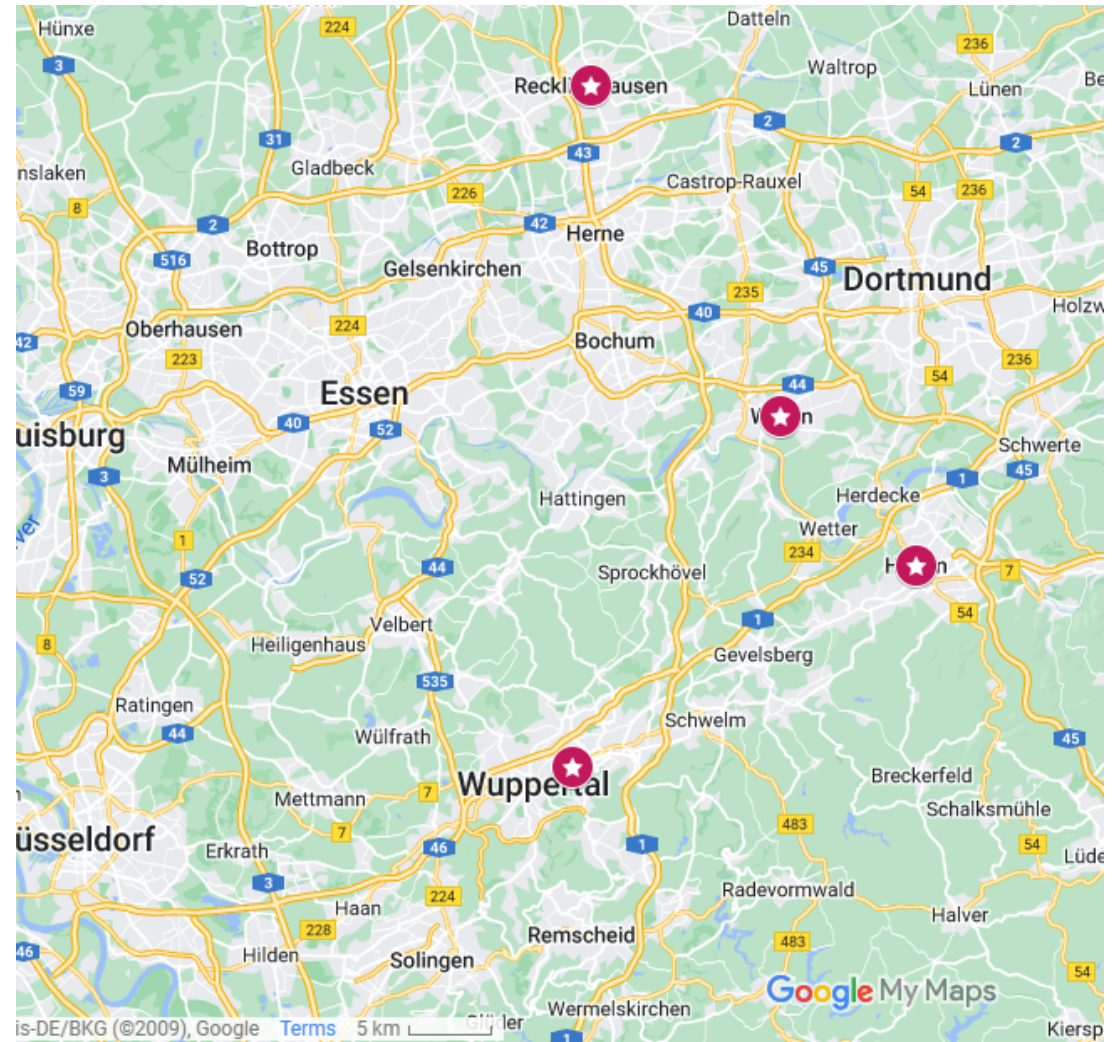 Hünxe
224
Datteln
236
3
Waltrop
Reckl ausen
Lünen
Be
31
2
2
Gladbeck
43
nslaken
226
Castrop-Rauxel
54
236
8
2
42
Herne
516
Bottrop
Gelsenkirchen
45
Dortmund
235
Holzw
40
Oberhausen
224
42
Bochum
223
236
59
Essen
44
54
40
52
W n
uisburg
Schwerte
Mülheim
3
45
1
Hattingen
Herdecke
ver
Wetter
1
234
44
52
Sprockhövel
H n
7
54
Velbert
1
8
Heiligenhaus
Gevelsberg
535
Ratingen
44
Wülfrath
Schwelm
45
Wuppertal
Breckerfeld
Mettmann
7
Schalksmühle
7
483
üsseldorf
Erkrath
46
1
54
Lüde
3
224
Radevormwald
Haan
Halver
228
Remscheid
46
Hilden
Solingen
483
54
Google My Maps
Wermelskirchen
is-DE/BKG (©2009), Google Terms 5 km
der
1
Kiersp